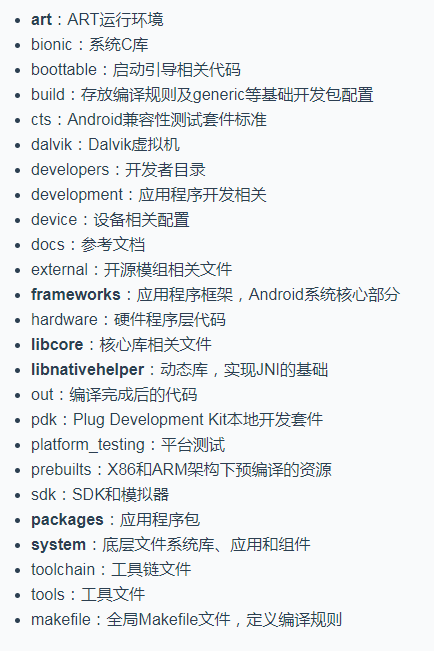 art：ART运行环境
bionic：系统C库
boottable：启动引导相关代码
build：存放编译规则及generic等基础开发包配置
cts：Android兼容性测试套件标准
dalvik：Dalvik虚拟机
developers：开发者目录
development：应用程序开发相关
device：设备相关配置
docs：参考文档
external：开源模组相关文件
frameworks：应用程序框架，Android系统核心部分
hardware：硬件程序层代码
libcore：核心库相关文件
libnativehelper：动态库，实现JNI的基础
out：编译完成后的代码
pdk：Plug Development Kit本地开发套件
platform_testing：平台测试
prebuilts：X86和ARM架构下预编译的资源
sdk：SDK和模拟器
packages：应用程序包
system：底层文件系统库、应用和组件
toolchain：工具链文件
tools：工具文件
makefile：全局Makefile文件，定义编译规则